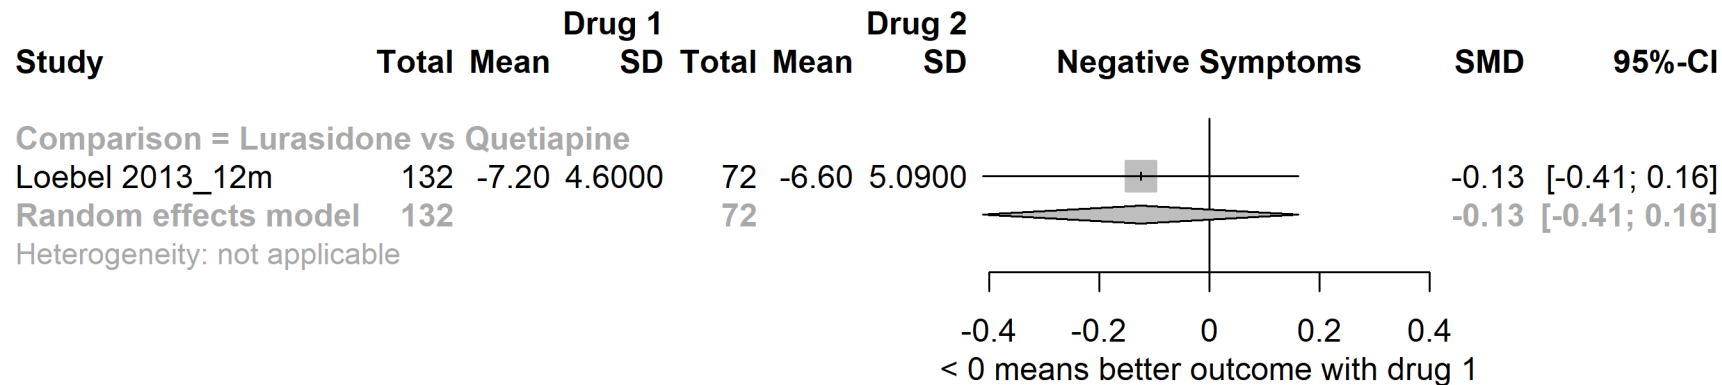 Drug 1 Drug 2
Study Total Mean SD Total Mean SD Negative Symptoms SMD 95%-CI
Comparison = Lurasidone vs Quetiapine
Loebel 2013_12m 132 -7.20 4.6000 72 -6.60 5.0900 -0.13 [-0.41; 0.16]
Random effects model 132 72 -0.13 [-0.41; 0.16]
Heterogeneity: not applicable
-0.4 -0.2 0 0.2 0.4
< 0 means better outcome with drug 1